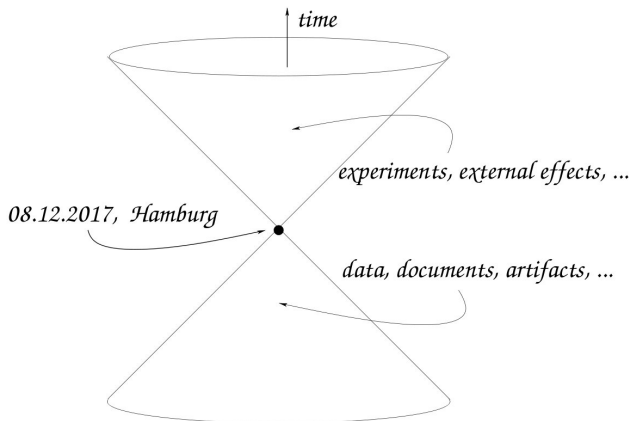 time
experiments, external effects, ...
08.12.2017, Hamburg
data, documents, artifacts, ...